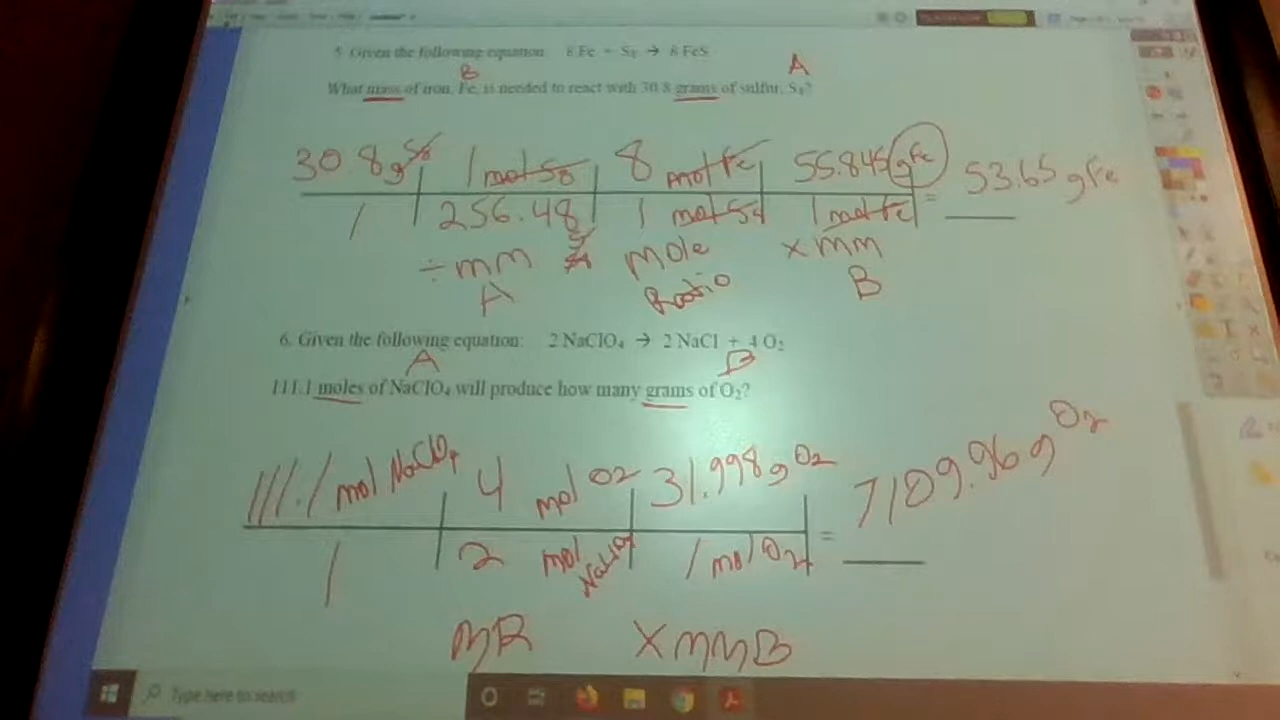 5. Given the following equation: 8 Fe + S₈ → 8 FeS
B A
What mass of iron, Fe, is needed to react with 30.8 grams of sulfur, S₈?
30.8 g S8 1 mol S8 8 mol Fe 55.845 g Fe = 53.65 g Fe
1 256.48 1 mol S8 1 mol Fe
÷ MM Mole x MM
A Ratio B
6. Given the following equation: 2 NaClO₄ → 2 NaCl + 4 O₂
A B
111.1 moles of NaClO₄ will produce how many grams of O₂?
111.1 mol NaClO4 4 mol O2 31.998 g O2 = 7109.96 g O2
1 2 mol NaClO4 1 mol O2
MR x MMB
Type here to search